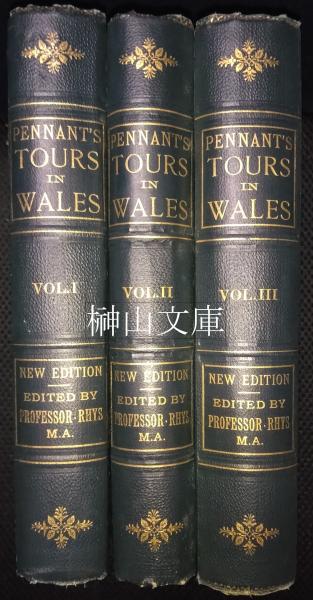 PENNANT'S
TOURS
IN
WALES
VOL. I
NEW EDITION
EDITED BY
PROFESSOR·RHYS.
M.A.
PENNANT'S
TOURS
IN
WALES
VOL. II
NEW EDITION
EDITED BY
PROFESSOR·RHYS.
M.A.
PENNANT'S
TOURS
IN
WALES
VOL. III
NEW EDITION
EDITED BY
PROFESSOR·RHYS
M.A.
榊山文庫